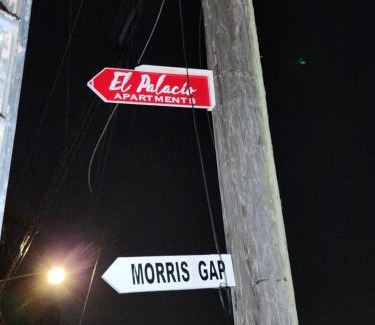 El Palacio
APARTMENTS
MORRIS GAP